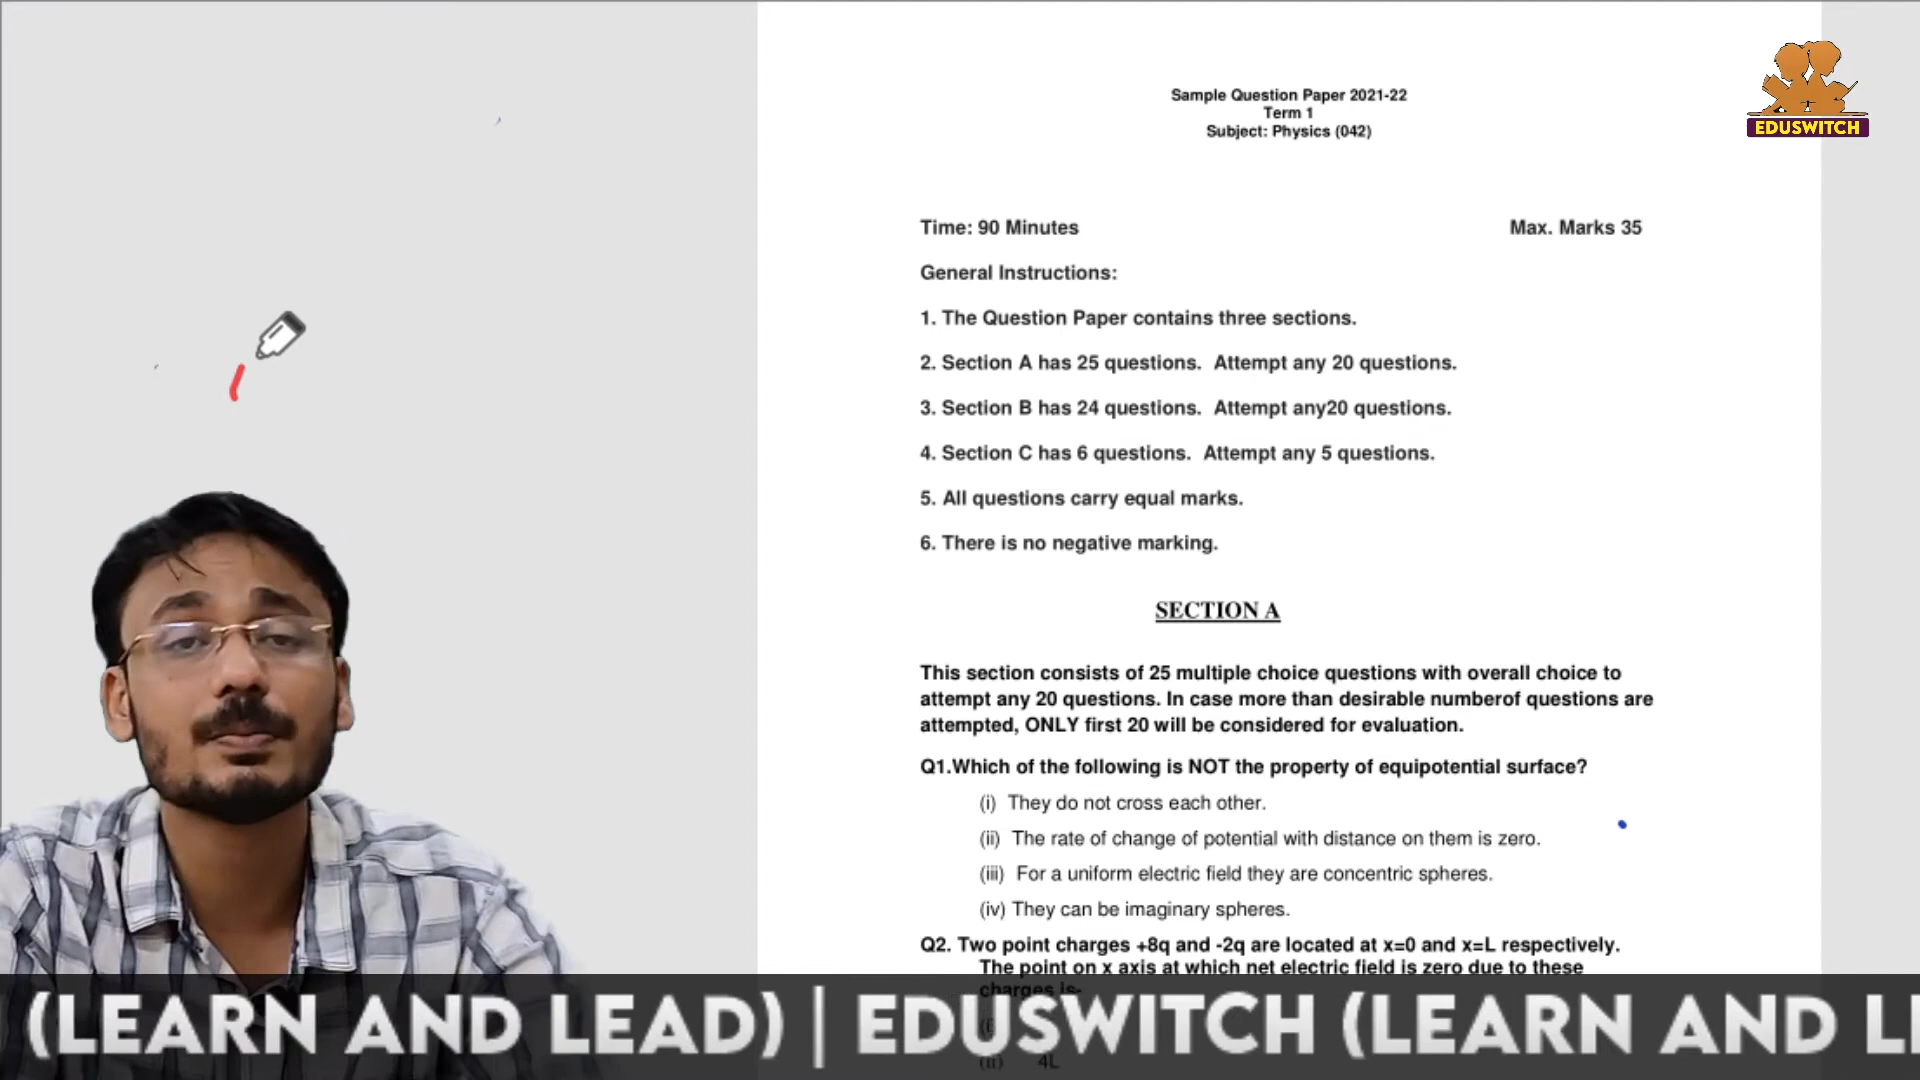 Sample Question Paper 2021-22
Term 1
Subject: Physics (042)
EDUSWITCH
Time: 90 Minutes Max. Marks 35
General Instructions:
1. The Question Paper contains three sections.
2. Section A has 25 questions. Attempt any 20 questions.
3. Section B has 24 questions. Attempt any20 questions.
4. Section C has 6 questions. Attempt any 5 questions.
5. All questions carry equal marks.
6. There is no negative marking.
SECTION A
This section consists of 25 multiple choice questions with overall choice to
attempt any 20 questions. In case more than desirable numberof questions are
attempted, ONLY first 20 will be considered for evaluation.
Q1.Which of the following is NOT the property of equipotential surface?
(i) They do not cross each other.
(ii) The rate of change of potential with distance on them is zero.
(iii) For a uniform electric field they are concentric spheres.
(iv) They can be imaginary spheres.
Q2. Two point charges +8q and -2q are located at x=0 and x=L respectively.
The point on x axis at which net electric field is zero due to these
charges is-
(ii) 4L
(LEARN AND LEAD) | EDUSWITCH (LEARN AND